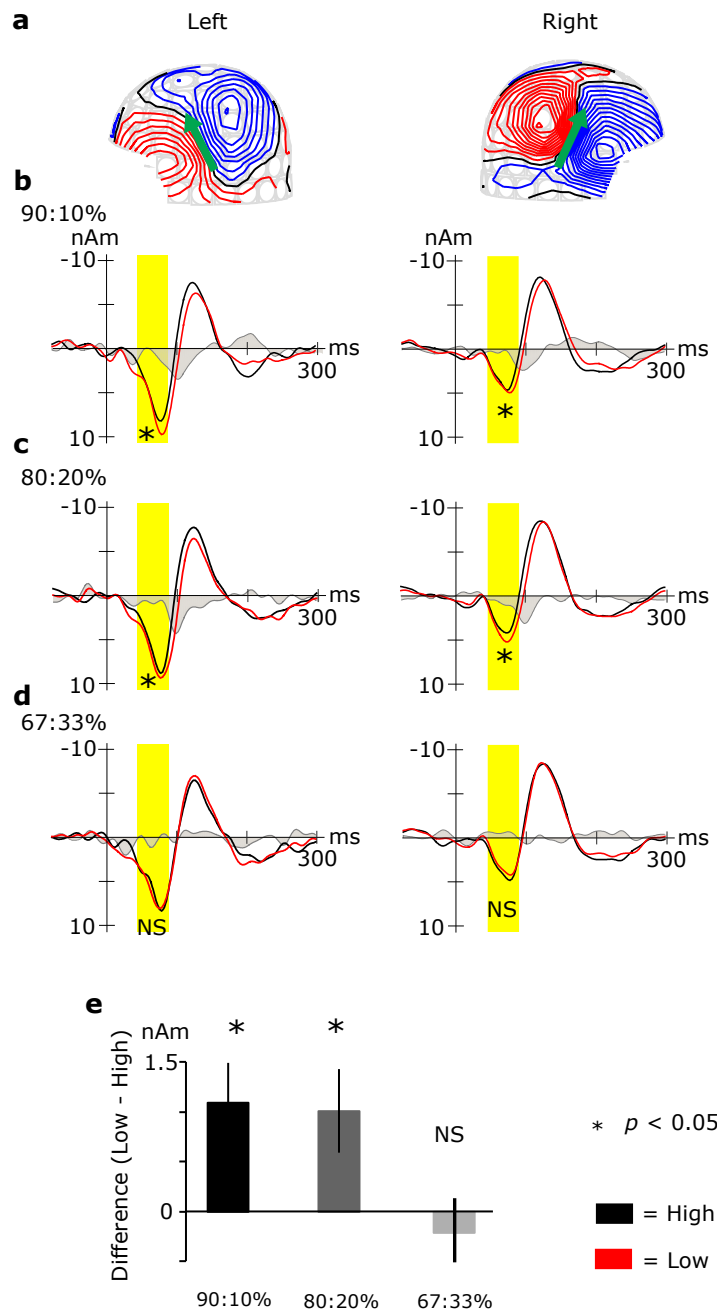 a
Left
Right
b
90:10%
nAm
nAm
-10
-10
ms
ms
300
300
*
*
10
10
c
80:20%
-10
-10
ms
ms
300
300
*
*
10
10
d
67:33%
-10
-10
ms
ms
300
300
NS
NS
10
10
e
nAm
*
*
NS
1.5
0
Difference (Low - High)
90:10%
80:20%
67:33%
* p < 0.05
= High
= Low